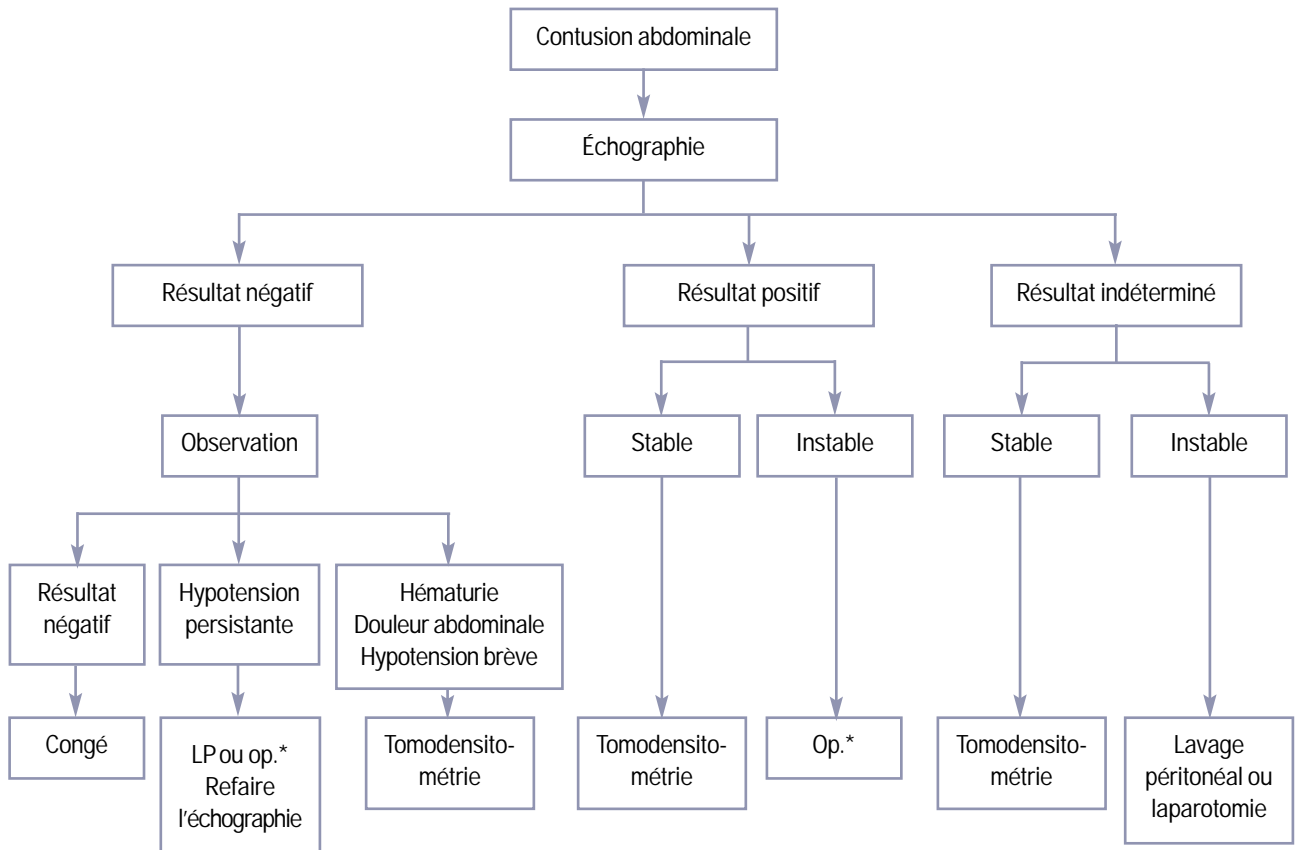 Contusion abdominale
Échographie
Résultat négatif
Résultat positif
Résultat indéterminé
Observation
Stable
Instable
Stable
Instable
Résultat
négatif
Hypotension
persistante
Hématurie
Douleur abdominale
Hypotension brève
Congé
LP ou op.*
Refaire
l'échographie
Tomodensito-
métrie
Tomodensito-
métrie
Op.*
Tomodensito-
métrie
Lavage
péritonéal ou
laparotomie